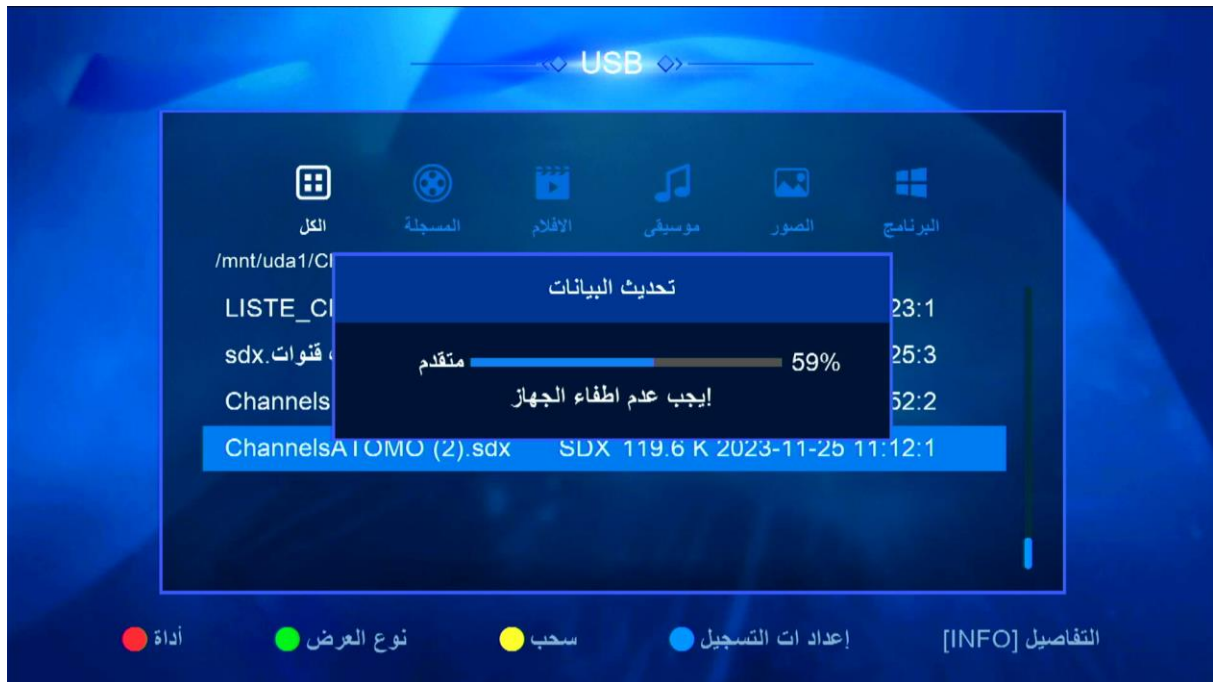 USB
الكل المسجلة الافلام موسيقى الصور البرنامج
/mnt/uda1/Cl
تحديث البيانات
LISTE_CI 23:1
قنوات.sdx 25:3
متقدم 59%
Channels 52:2
إيجب عدم اطفاء الجهاز
ChannelsATOMO (2).sdx SDX 119.6 K 2023-11-25 11:12:1
أداة نوع العرض سحب إعداد ات التسجيل التفاصيل [INFO]